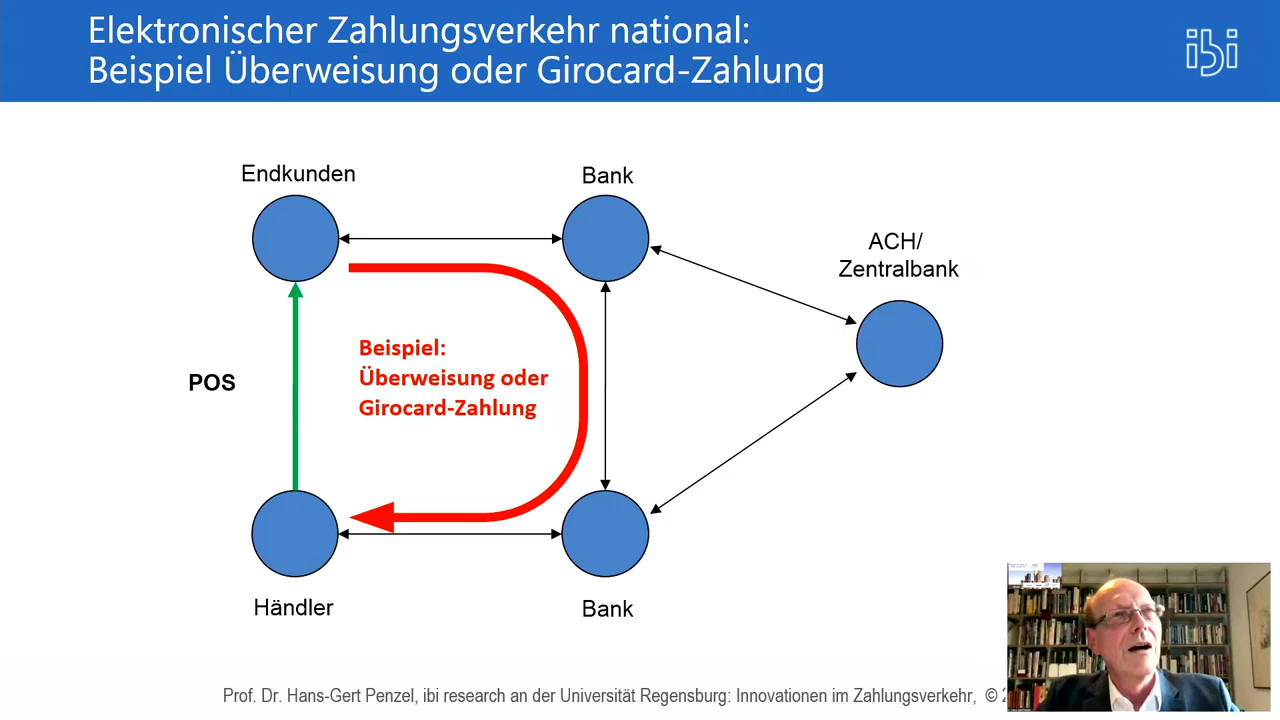 Elektronischer Zahlungsverkehr national:
Beispiel Überweisung oder Girocard-Zahlung
ibi
Endkunden
Bank
ACH/
Zentralbank
Beispiel:
Überweisung oder
Girocard-Zahlung
POS
Händler
Bank
Prof. Dr. Hans-Gert Penzel, ibi research an der Universität Regensburg: Innovationen im Zahlungsverkehr, ©